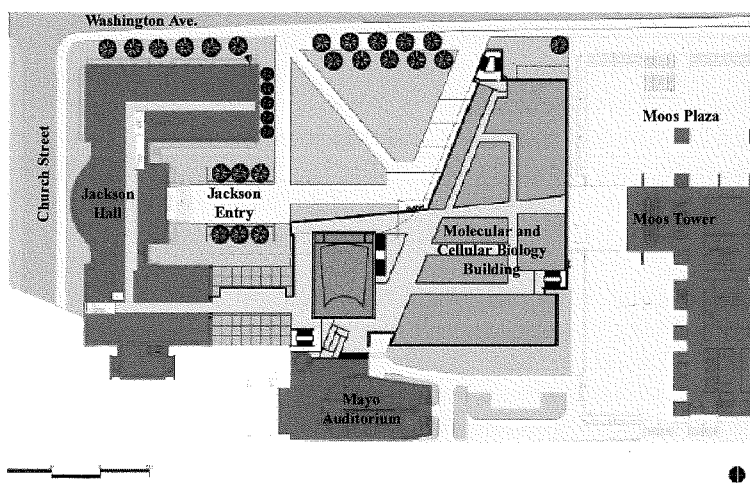 Washington Ave.
Church Street
Moos Plaza
Jackson
Hall
Jackson
Entry
Moos Tower
Molecular and
Cellular Biology
Building
Mayo
Auditorium